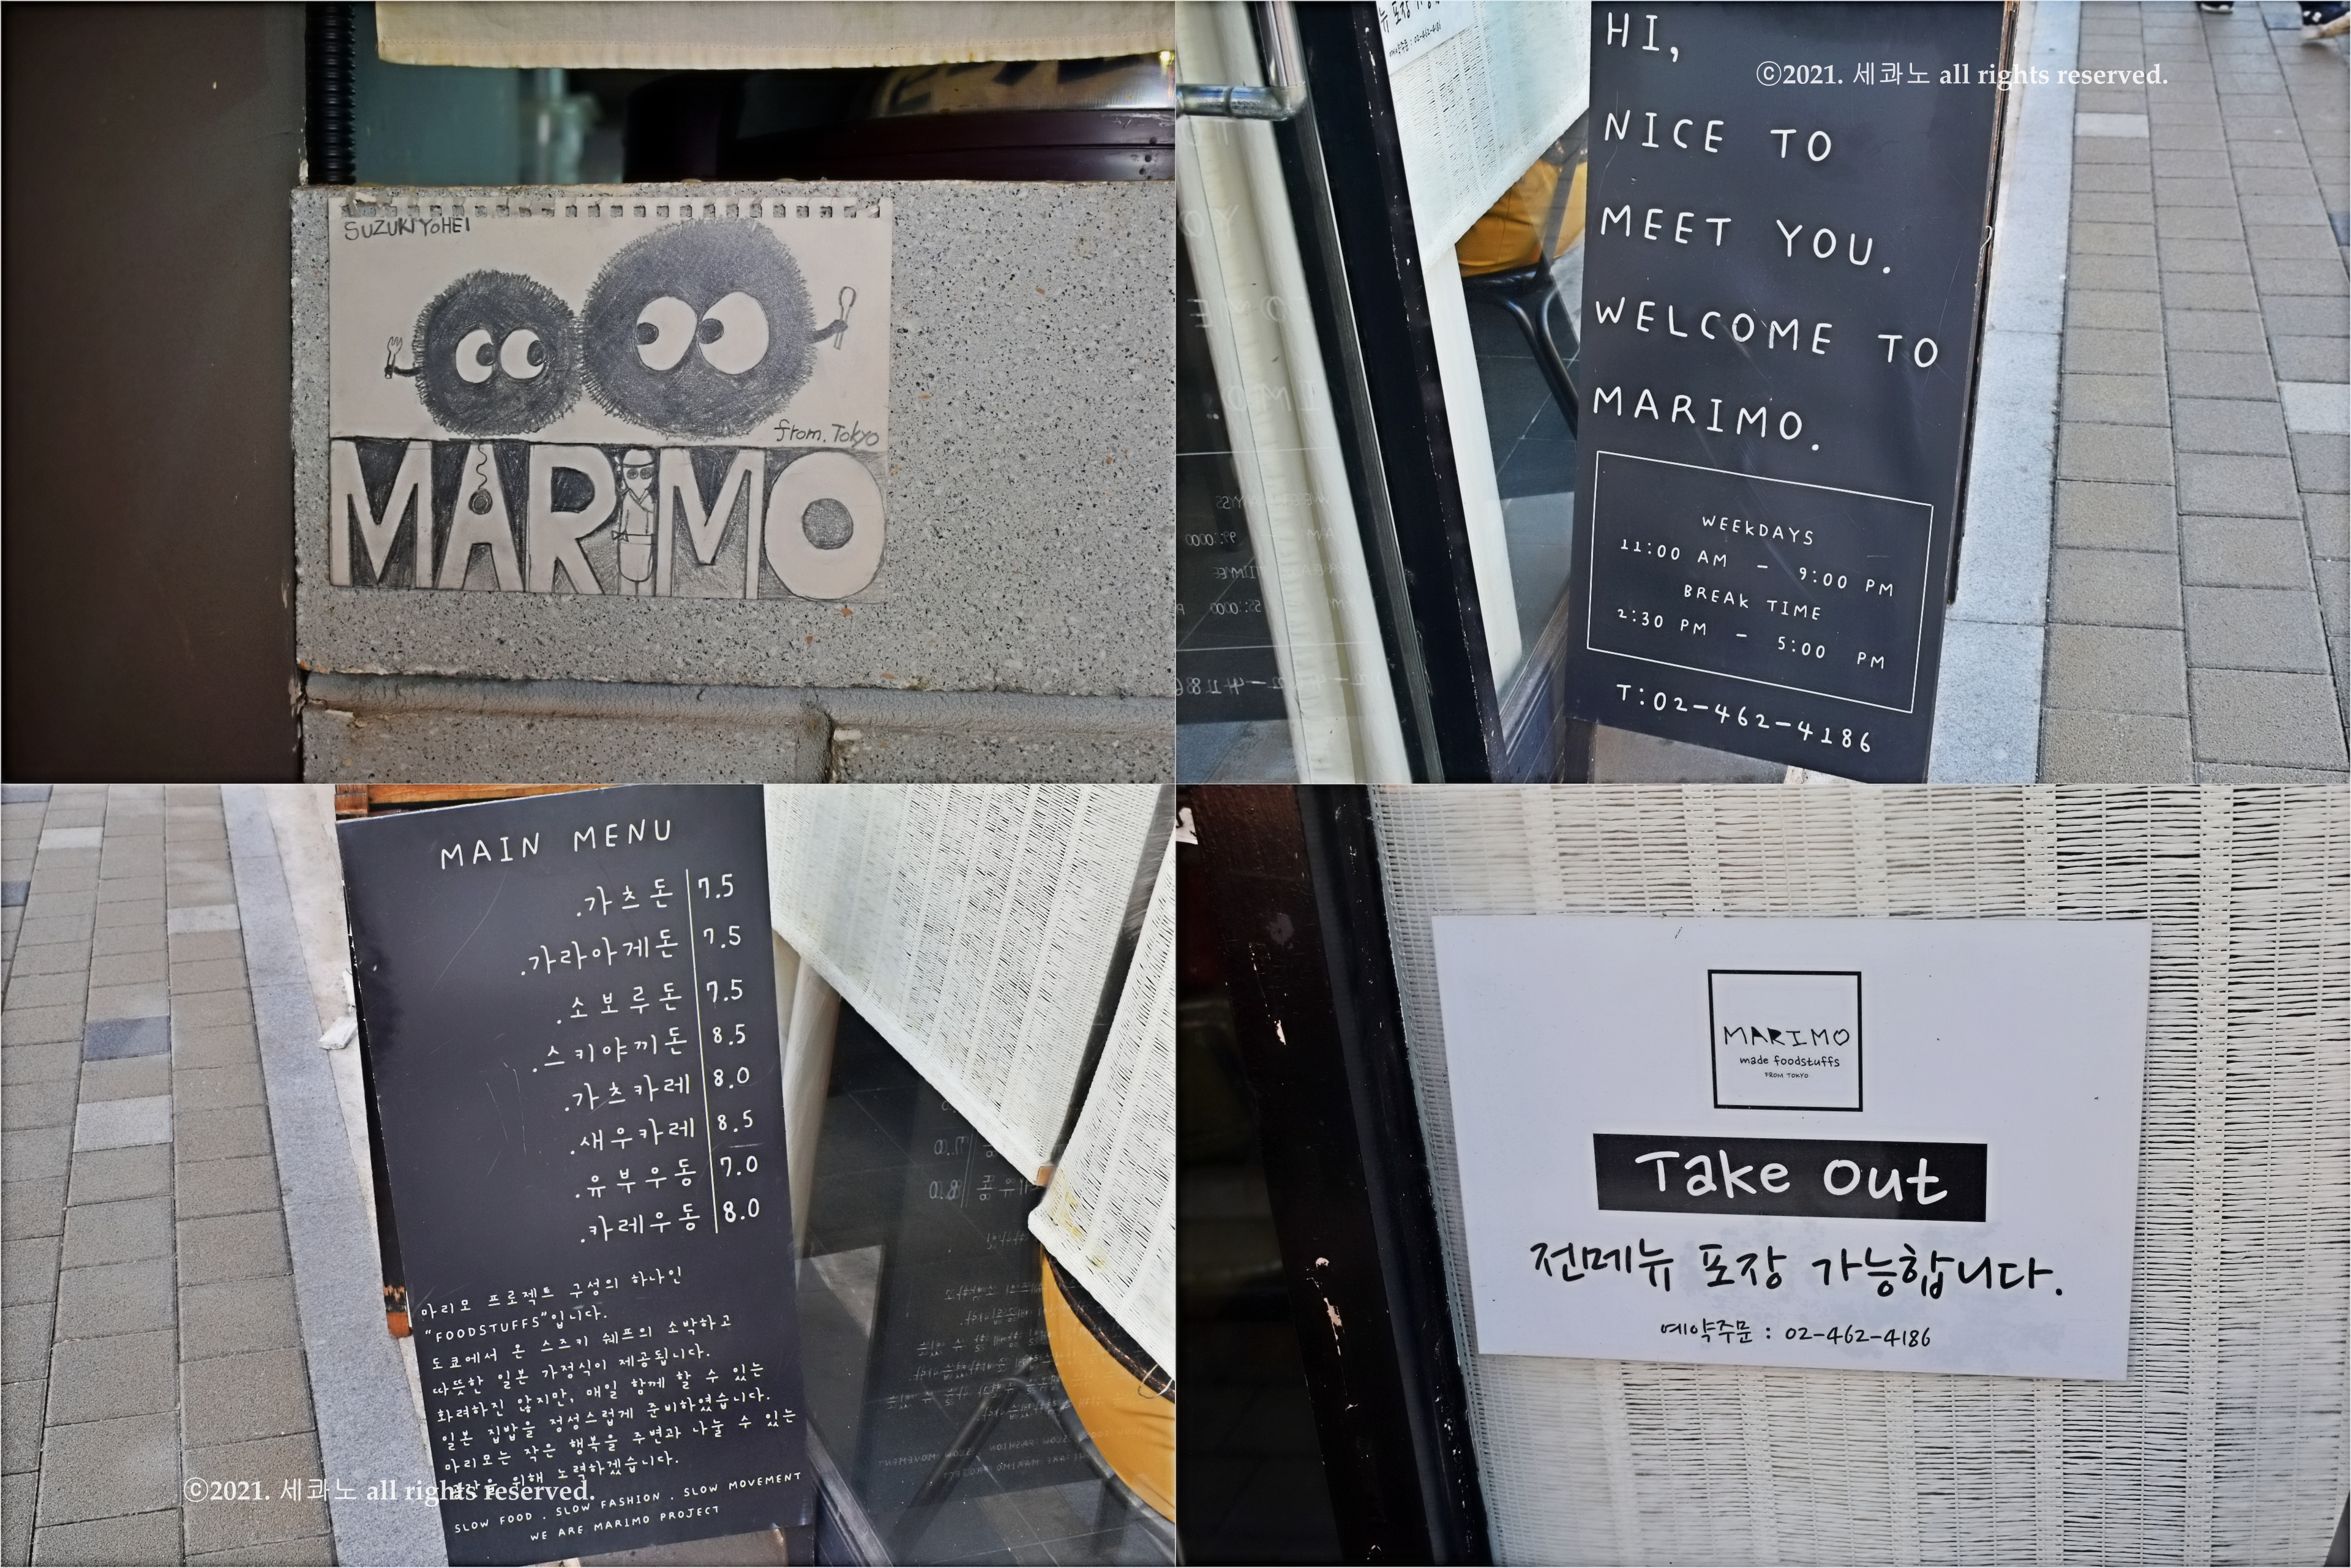 SUZUKI YOHEI
from. Tokyo
MARIMO
HI,
NICE TO
MEET YOU.
WELCOME TO
MARIMO.
WEEKDAYS
11:00 AM – 9:00 PM
BREAK TIME
2:30 PM – 5:00 PM
T:02-462-4186
ⓒ2021. 세콰노 all rights reserved.
MAIN MENU
.가츠돈 7.5
.가라아게돈 7.5
.소보루돈 7.5
.스키야끼돈 8.5
.가츠카레 8.0
.새우카레 8.5
.유부우동 7.0
.카레우동 8.0
마리모 프로젝트 구성의 하나인
"FOODSTUFFS"입니다.
도쿄에서 온 스즈키 쉐프의 소박하고
따뜻한 일본 가정식이 제공됩니다.
화려하진 않지만, 매일 함께 할 수 있는
일본 집밥을 정성스럽게 준비하였습니다.
마리모는 작은 행복을 주변과 나눌 수 있는
위해 노력하겠습니다.
SLOW FOOD . SLOW FASHION . SLOW MOVEMENT
WE ARE MARIMO PROJECT
ⓒ2021. 세콰노 all rights reserved.
MARIMO
made foodstuffs
FROM TOKYO
Take Out
전메뉴 포장 가능합니다.
예약주문 : 02-462-4186